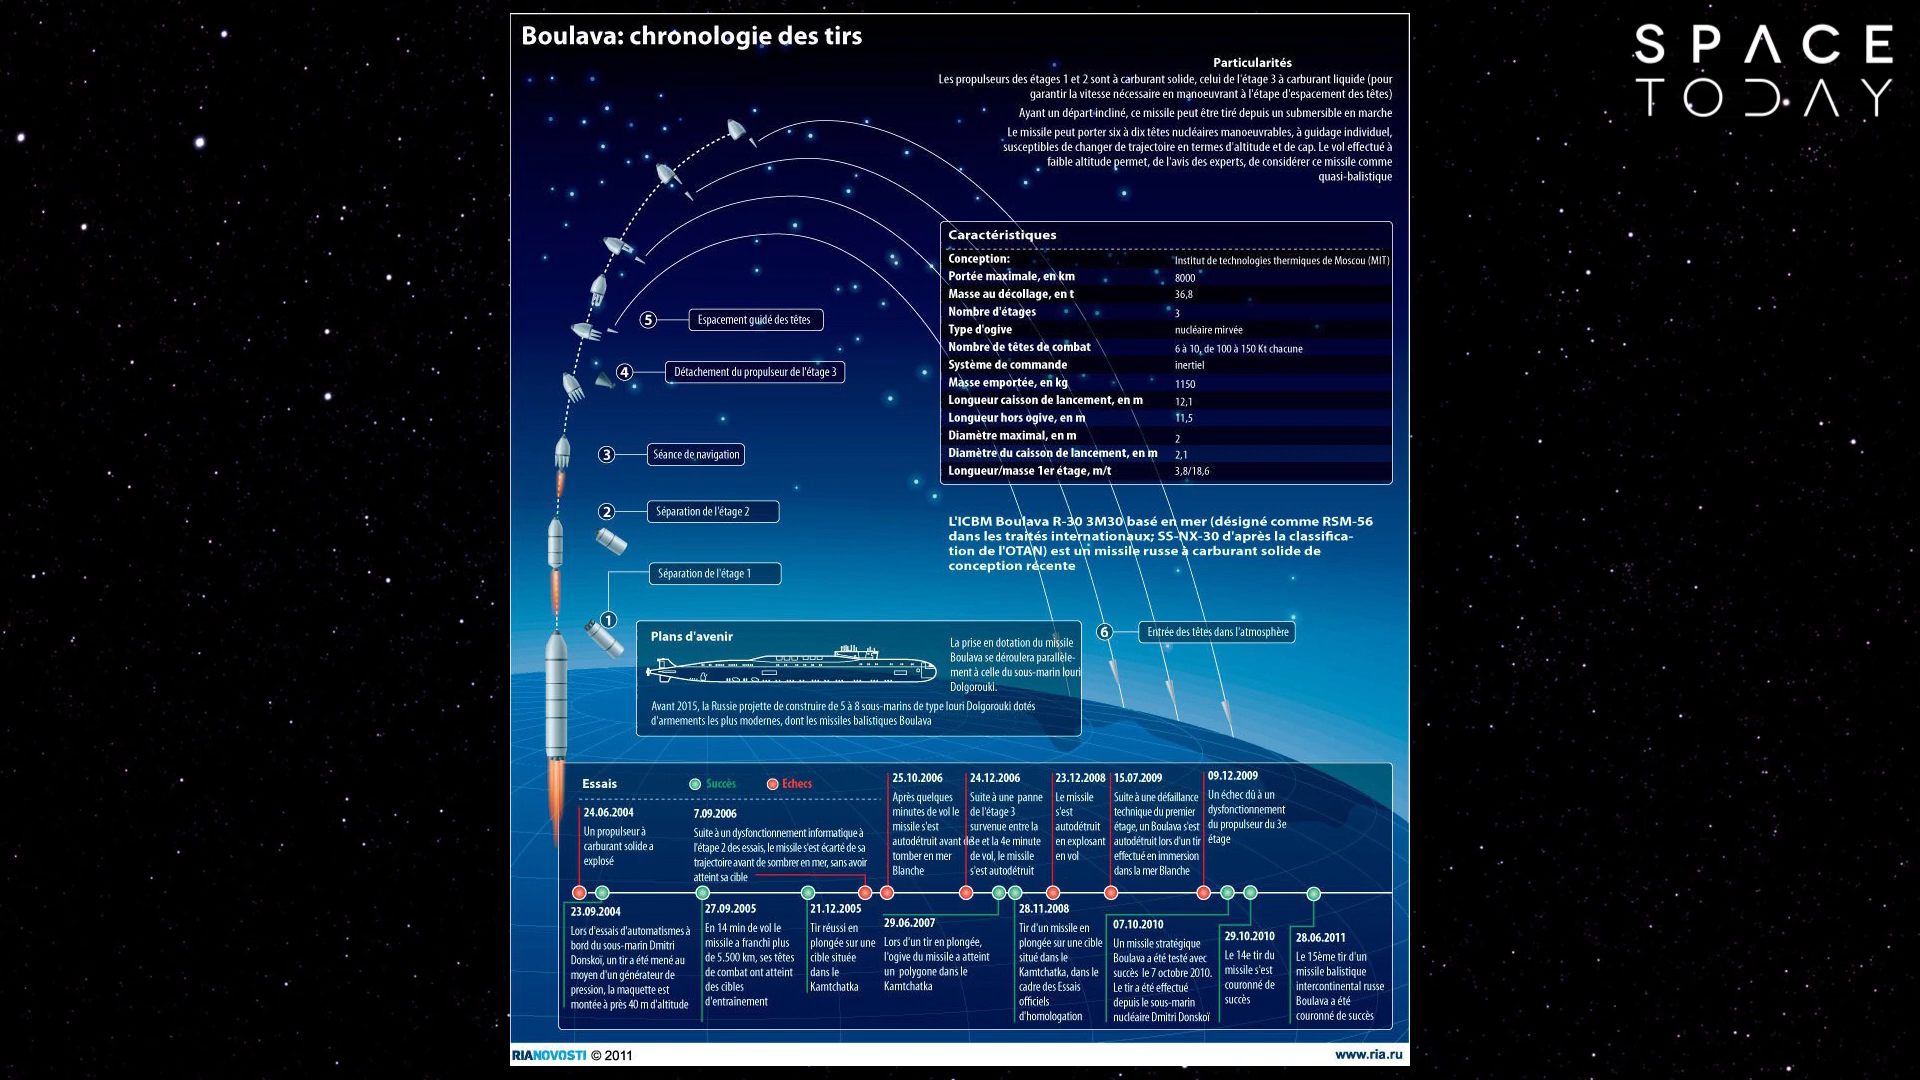 Boulava: chronologie des tirs
SPACE
TODAY
Particularités
Les propulseurs des étages 1 et 2 sont à carburant solide, celui de l'étage 3 à carburant liquide (pour
garantir la vitesse nécessaire en manoeuvrant à l'étape d'espacement des têtes)
Ayant un départ incliné, ce missile peut être tiré depuis un submersible en marche
Le missile peut porter six à dix têtes nucléaires manoeuvrables, à guidage individuel,
susceptibles de changer de trajectoire en termes d'altitude et de cap. Le vol effectué à
faible altitude permet, de l'avis des experts, de considérer ce missile comme
quasi-balistique
Caractéristiques
Conception: Institut de technologies thermiques de Moscou (MIT)
Portée maximale, en km 8000
Masse au décollage, en t 36,8
Nombre d'étages 3
Type d'ogive nucléaire mirvée
Nombre de têtes de combat 6 à 10, de 100 à 150 Kt chacune
Système de commande inertiel
Masse emportée, en kg 1150
Longueur caisson de lancement, en m 12,1
Longueur hors ogive, en m 11,5
Diamètre maximal, en m 2
Diamètre du caisson de lancement, en m 2,1
Longueur/masse 1er étage, m/t 3,8/18,6
5 Espacement guidé des têtes
4 Détachement du propulseur de l'étage 3
3 Séance de navigation
2 Séparation de l'étage 2
Séparation de l'étage 1
1
L'ICBM Boulava R-30 3M30 basé en mer (désigné comme RSM-56
dans les traités internationaux; SS-NX-30 d'après la classifica-
tion de l'OTAN) est un missile russe à carburant solide de
conception récente
6 Entrée des têtes dans l'atmosphère
Plans d'avenir
La prise en dotation du missile
Boulava se déroulera parallèle-
ment à celle du sous-marin Iouri
Dolgorouki.
Avant 2015, la Russie projette de construire de 5 à 8 sous-marins de type Iouri Dolgorouki dotés
d'armements les plus modernes, dont les missiles balistiques Boulava
Essais Succès Echecs
24.06.2004
Un propulseur à
carburant solide a
explosé
7.09.2006
Suite à un dysfonctionnement informatique à
l'étape 2 des essais, le missile s'est écarté de sa
trajectoire avant de sombrer en mer, sans avoir
atteint sa cible
25.10.2006
Après quelques
minutes de vol le
missile s'est
autodétruit avant de
tomber en mer
Blanche
24.12.2006
Suite à une panne
de l'étage 3
survenue entre la
3e et la 4e minute
de vol, le missile
s'est autodétruit
23.12.2008
Le missile
s'est
autodétruit
en explosant
en vol
15.07.2009
Suite à une défaillance
technique du premier
étage, un Boulava s'est
autodétruit lors d'un tir
effectué en immersion
dans la mer Blanche
09.12.2009
Un échec dû à un
dysfonctionnement
du propulseur du 3e
étage
23.09.2004
Lors d'essais d'automatismes à
bord du sous-marin Dmitri
Donskoï, un tir a été mené au
moyen d'un générateur de
pression, la maquette est
montée à près 40 m d'altitude
27.09.2005
En 14 min de vol le
missile a franchi plus
de 5.500 km, ses têtes
de combat ont atteint
des cibles
d'entraînement
21.12.2005
Tir réussi en
plongée sur une
cible située
dans le
Kamtchatka
29.06.2007
Lors d'un tir en plongée,
l'ogive du missile a atteint
un polygone dans le
Kamtchatka
28.11.2008
Tir d'un missile en
plongée sur une cible
situé dans le
Kamtchatka, dans le
cadre des Essais
officiels
d'homologation
07.10.2010
Un missile stratégique
Boulava a été testé avec
succès le 7 octobre 2010.
Le tir a été effectué
depuis le sous-marin
nucléaire Dmitri Donskoï
29.10.2010
Le 14e tir du
missile s'est
couronné de
succès
28.06.2011
Le 15ème tir d'un
missile balistique
intercontinental russe
Boulava a été
couronné de succès
RIANOVOSTI © 2011
www.ria.ru